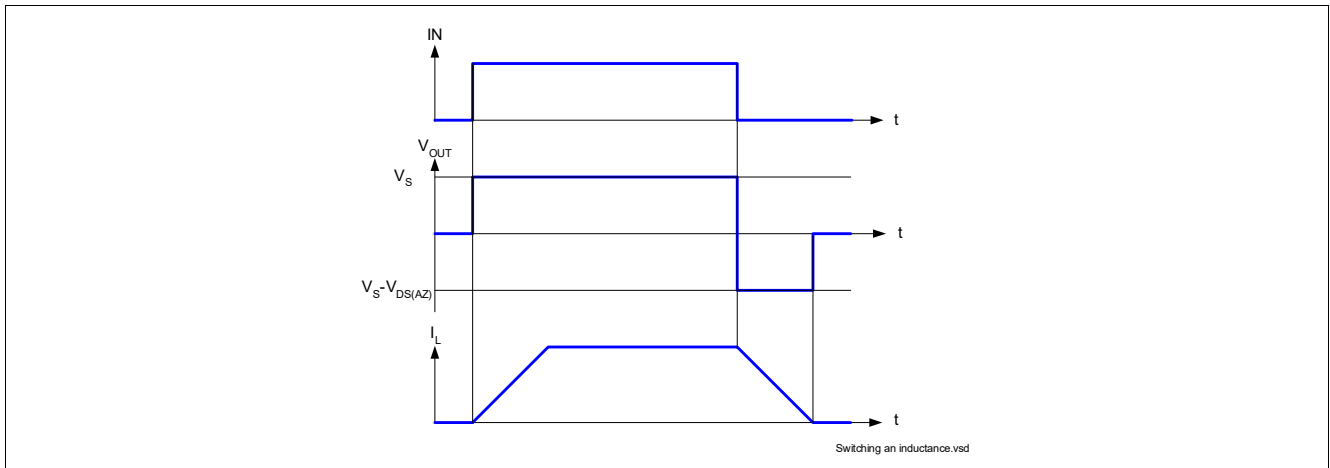 IN
t
V_OUT
V_S
t
V_S-V_DS(AZ)
I_L
t
Switching an inductance.vsd